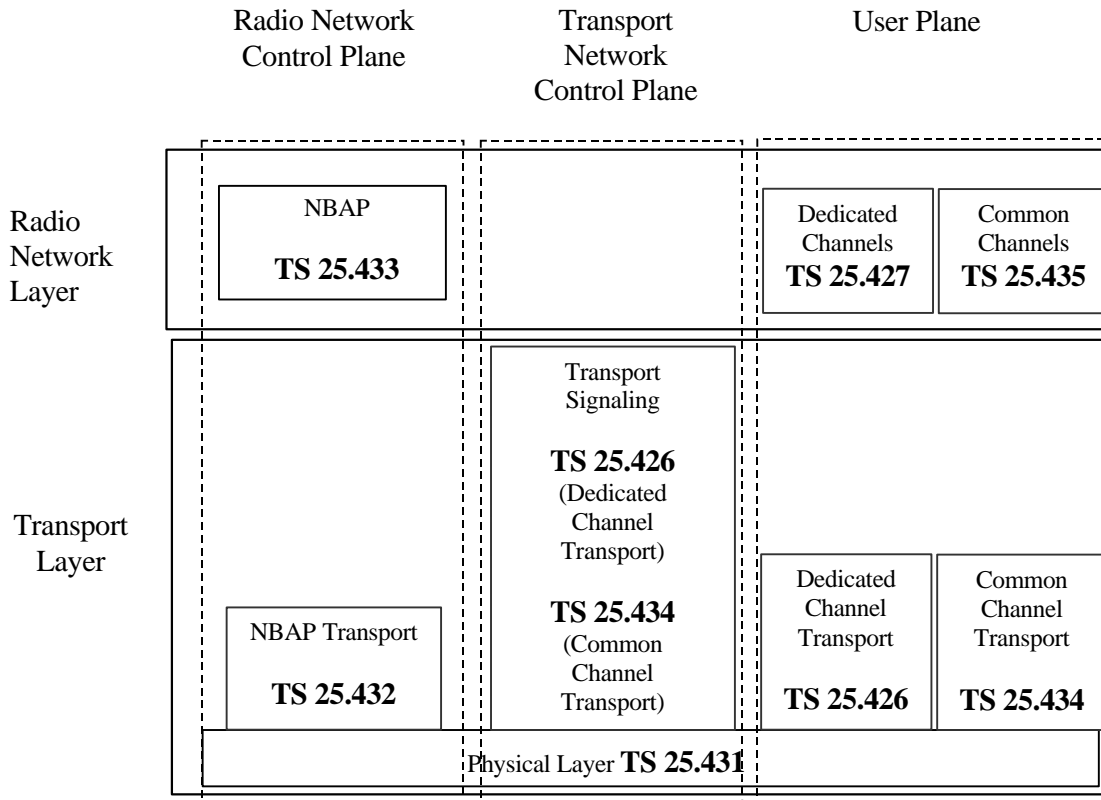 Radio Network
Control Plane
Transport
Network
Control Plane
User Plane
Radio
Network
Layer
NBAP
TS 25.433
Dedicated
Channels
TS 25.427
Common
Channels
TS 25.435
Transport
Layer
Transport
Signaling
TS 25.426
(Dedicated
Channel
Transport)
TS 25.434
(Common
Channel
Transport)
NBAP Transport
TS 25.432
Dedicated
Channel
Transport
TS 25.426
Common
Channel
Transport
TS 25.434
Physical Layer TS 25.431